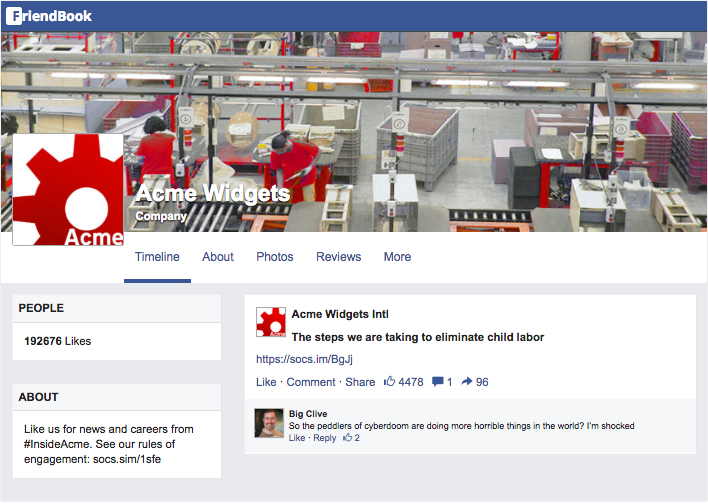 FriendBook
Acme Widgets
Company
Acme
Timeline About Photos Reviews More
PEOPLE
192676 Likes
ABOUT
Like us for news and careers from
#InsideAcme. See our rules of
engagement: socs.sim/1sfe
Acme Widgets Intl
The steps we are taking to eliminate child labor
https://socs.im/BgJj
Like · Comment · Share 4478 1 96
Big Clive
So the peddlers of cyberdoom are doing more horrible things in the world? I'm shocked
Like · Reply 2